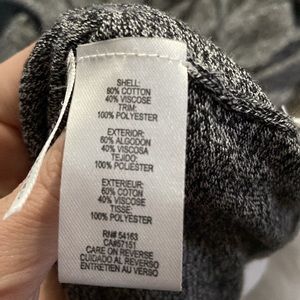 SHELL:
60% COTTON
40% VISCOSE
TRIM:
100% POLYESTER
EXTERIOR:
60% ALGODON
40% VISCOSA
TEJIDO:
100% POLIESTER
EXTERIEUR:
60% COTON
40% VISCOSE
TISSE:
100% POLYESTER
RN# 54163
CA#57151
CARE ON REVERSE
CUIDADO AL REVERSO
ENTRETIEN AU VERSO